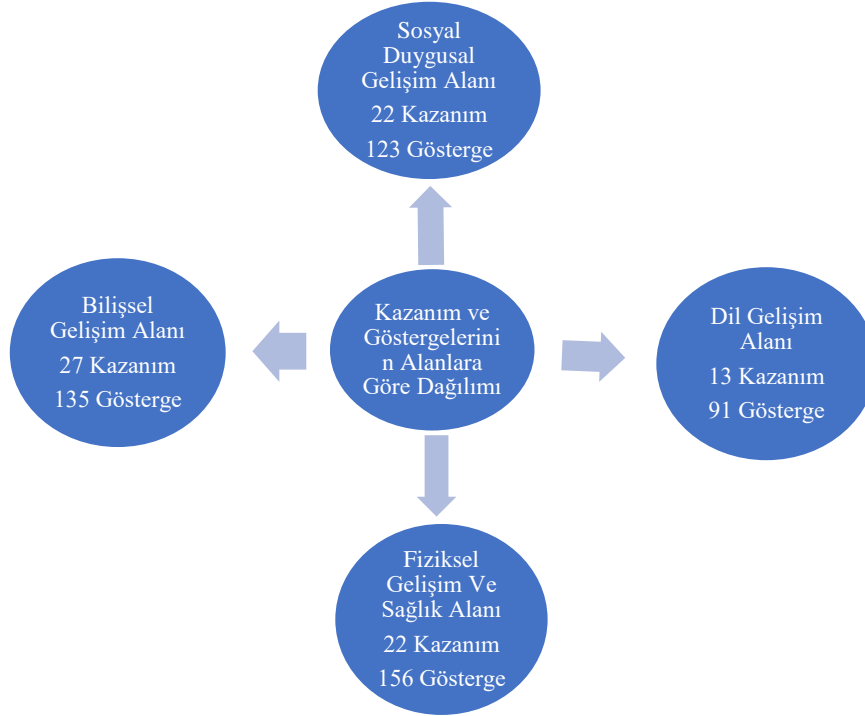 Sosyal
Duygusal
Gelişim Alanı
22 Kazanım
123 Gösterge
Bilişsel
Gelişim Alanı
27 Kazanım
135 Gösterge
Kazanım ve
Göstergelerini
n Alanlara
Göre Dağılımı
Dil Gelişim
Alanı
13 Kazanım
91 Gösterge
Fiziksel
Gelişim Ve
Sağlık Alanı
22 Kazanım
156 Gösterge